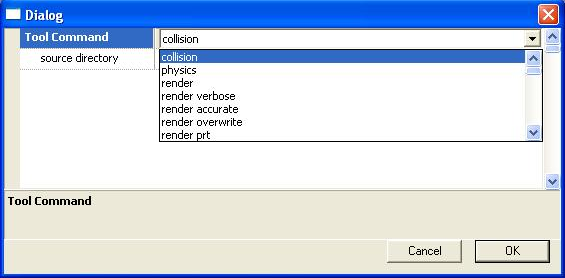 Dialog
Tool Command
collision
source directory
collision
physics
render
render verbose
render accurate
render overwrite
render prt
Tool Command
Cancel
OK